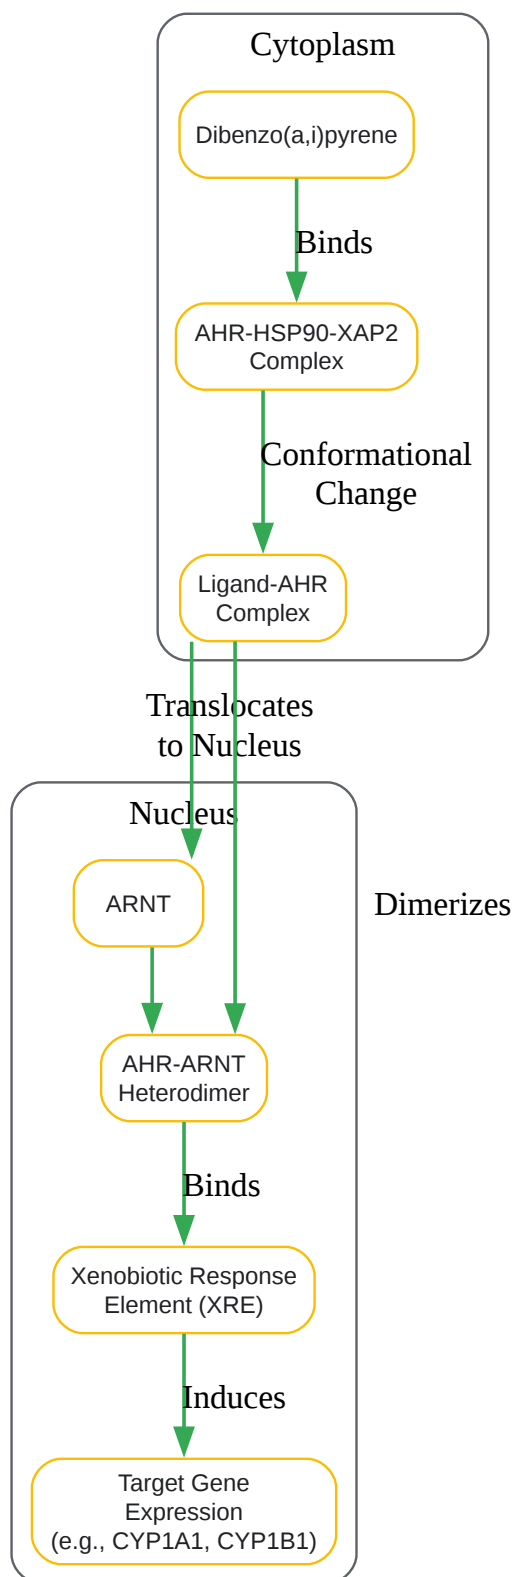 Cytoplasm
Dibenzo(a,i)pyrene
Binds
AHR-HSP90-XAP2
Complex
Conformational
Change
Ligand-AHR
Complex
Translocates
to Nucleus
Nucleus
ARNT
Dimerizes
AHR-ARNT
Heterodimer
Binds
Xenobiotic Response
Element (XRE)
Induces
Target Gene
Expression
(e.g., CYP1A1, CYP1B1)